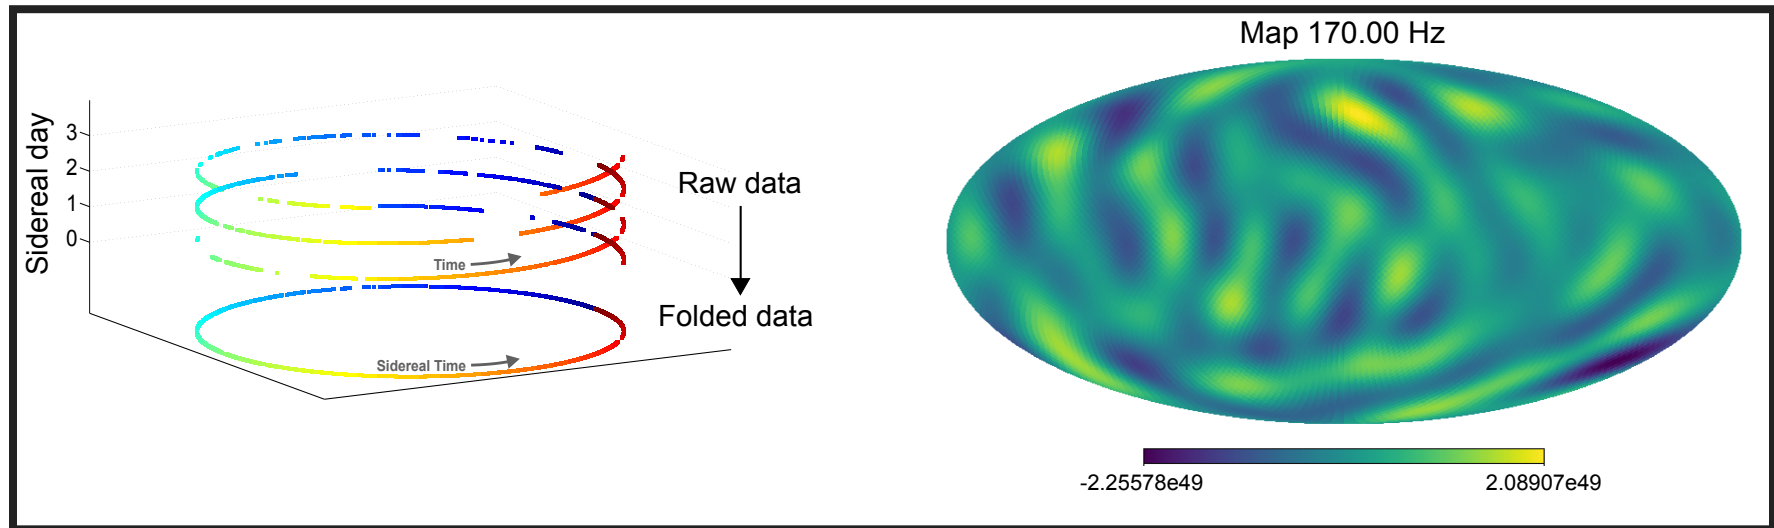 Sidereal day
3
2
1
0
Time
Sidereal Time
Raw data
Folded data
Map 170.00 Hz
-2.25578e49
2.08907e49